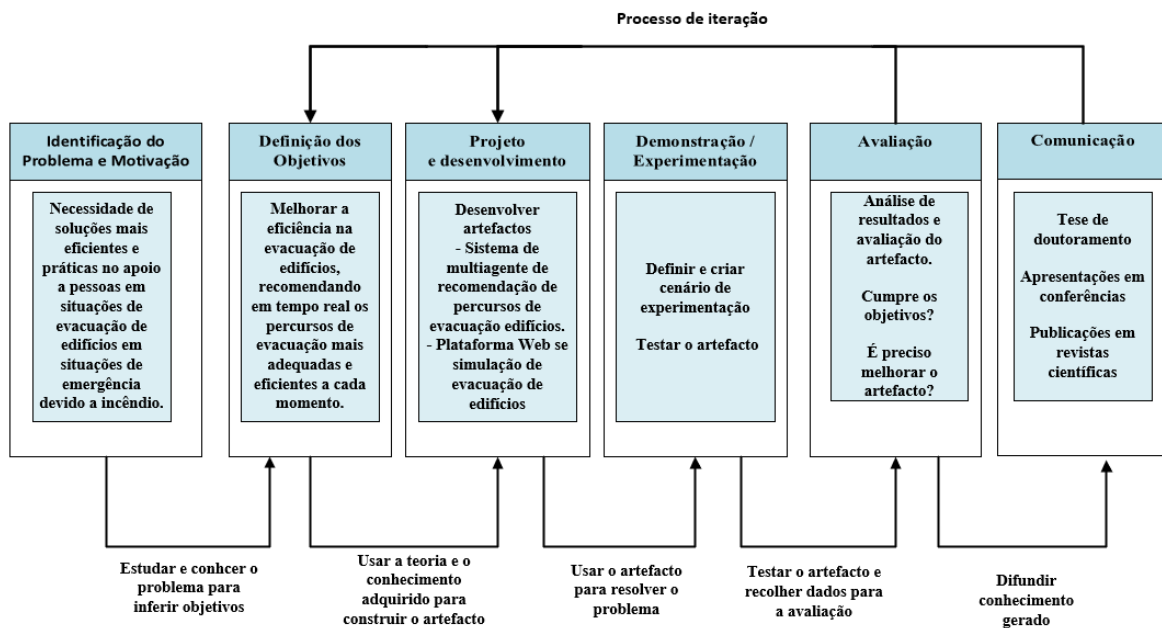 Processo de iteração
Identificação do
Problema e Motivação
Necessidade de
soluções mais
eficientes e
práticas no apoio
a pessoas em
situações de
evacuação de
edifícios em
situações de
emergência
devido a incêndio.
Definição dos
Objetivos
Melhorar a
eficiência na
evacuação de
edifícios,
recomendando
em tempo real os
percursos de
evacuação mais
adequadas e
eficientes a cada
momento.
Projeto
e desenvolvimento
Desenvolver
artefactos
- Sistema de
multiagente de
recomendação de
percursos de
evacuação edifícios.
- Plataforma Web se
simulação de
evacuação de
edifícios
Demonstração /
Experimentação
Definir e criar
cenário de
experimentação
Testar o artefacto
Avaliação
Análise de
resultados e
avaliação do
artefacto.
Cumpre os
objetivos?
É preciso
melhorar o
artefacto?
Comunicação
Tese de
doutoramento
Apresentações em
conferências
Publicações em
revistas
científicas
Estudar e conhcer o
problema para
inferir objetivos
Usar a teoria e o
conhecimento
adquirido para
construir o artefacto
Usar o artefacto
para resolver o
problema
Testar o artefacto e
recolher dados para
a avaliação
Difundir
conhecimento
gerado